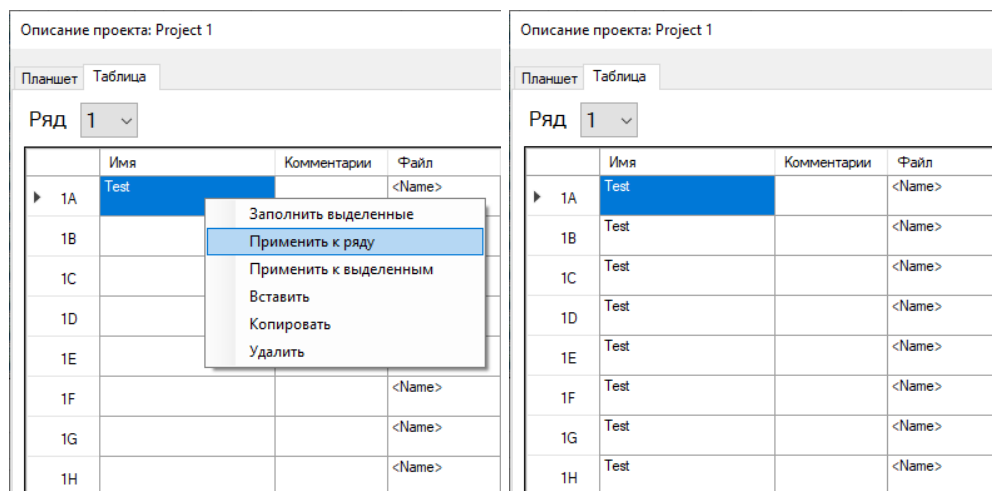 Описание проекта: Project 1
Планшет Таблица
Ряд 1
Имя Комментарии Файл
1A Test <Name>
1B
1C
1D
1E
1F <Name>
1G <Name>
1H <Name>
Заполнить выделенные
Применить к ряду
Применить к выделенным
Вставить
Копировать
Удалить
Описание проекта: Project 1
Планшет Таблица
Ряд 1
Имя Комментарии Файл
1A Test <Name>
1B Test <Name>
1C Test <Name>
1D Test <Name>
1E Test <Name>
1F Test <Name>
1G Test <Name>
1H Test <Name>